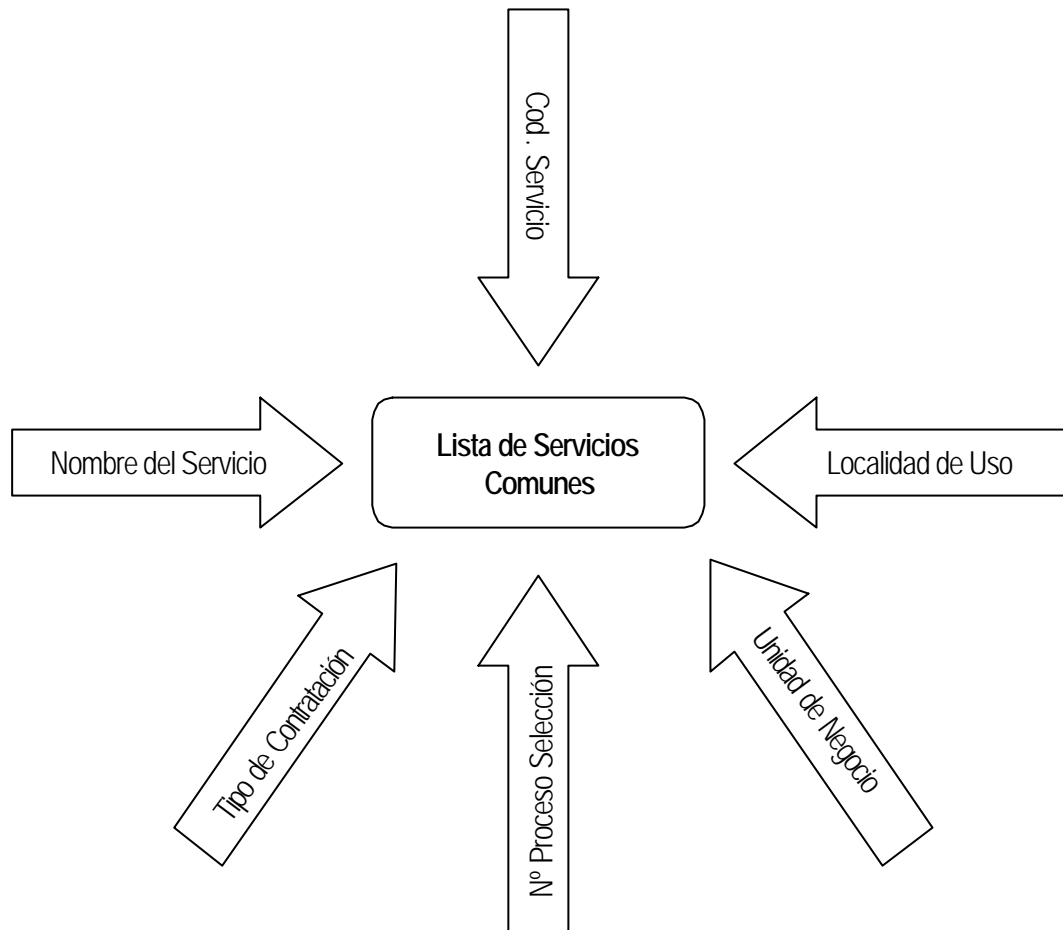 Cod . Servicio
Nombre del Servicio
Lista de Servicios
Comunes
Localidad de Uso
Tipo de Contratación
Nº Proceso Selección
Unidad de Negocio